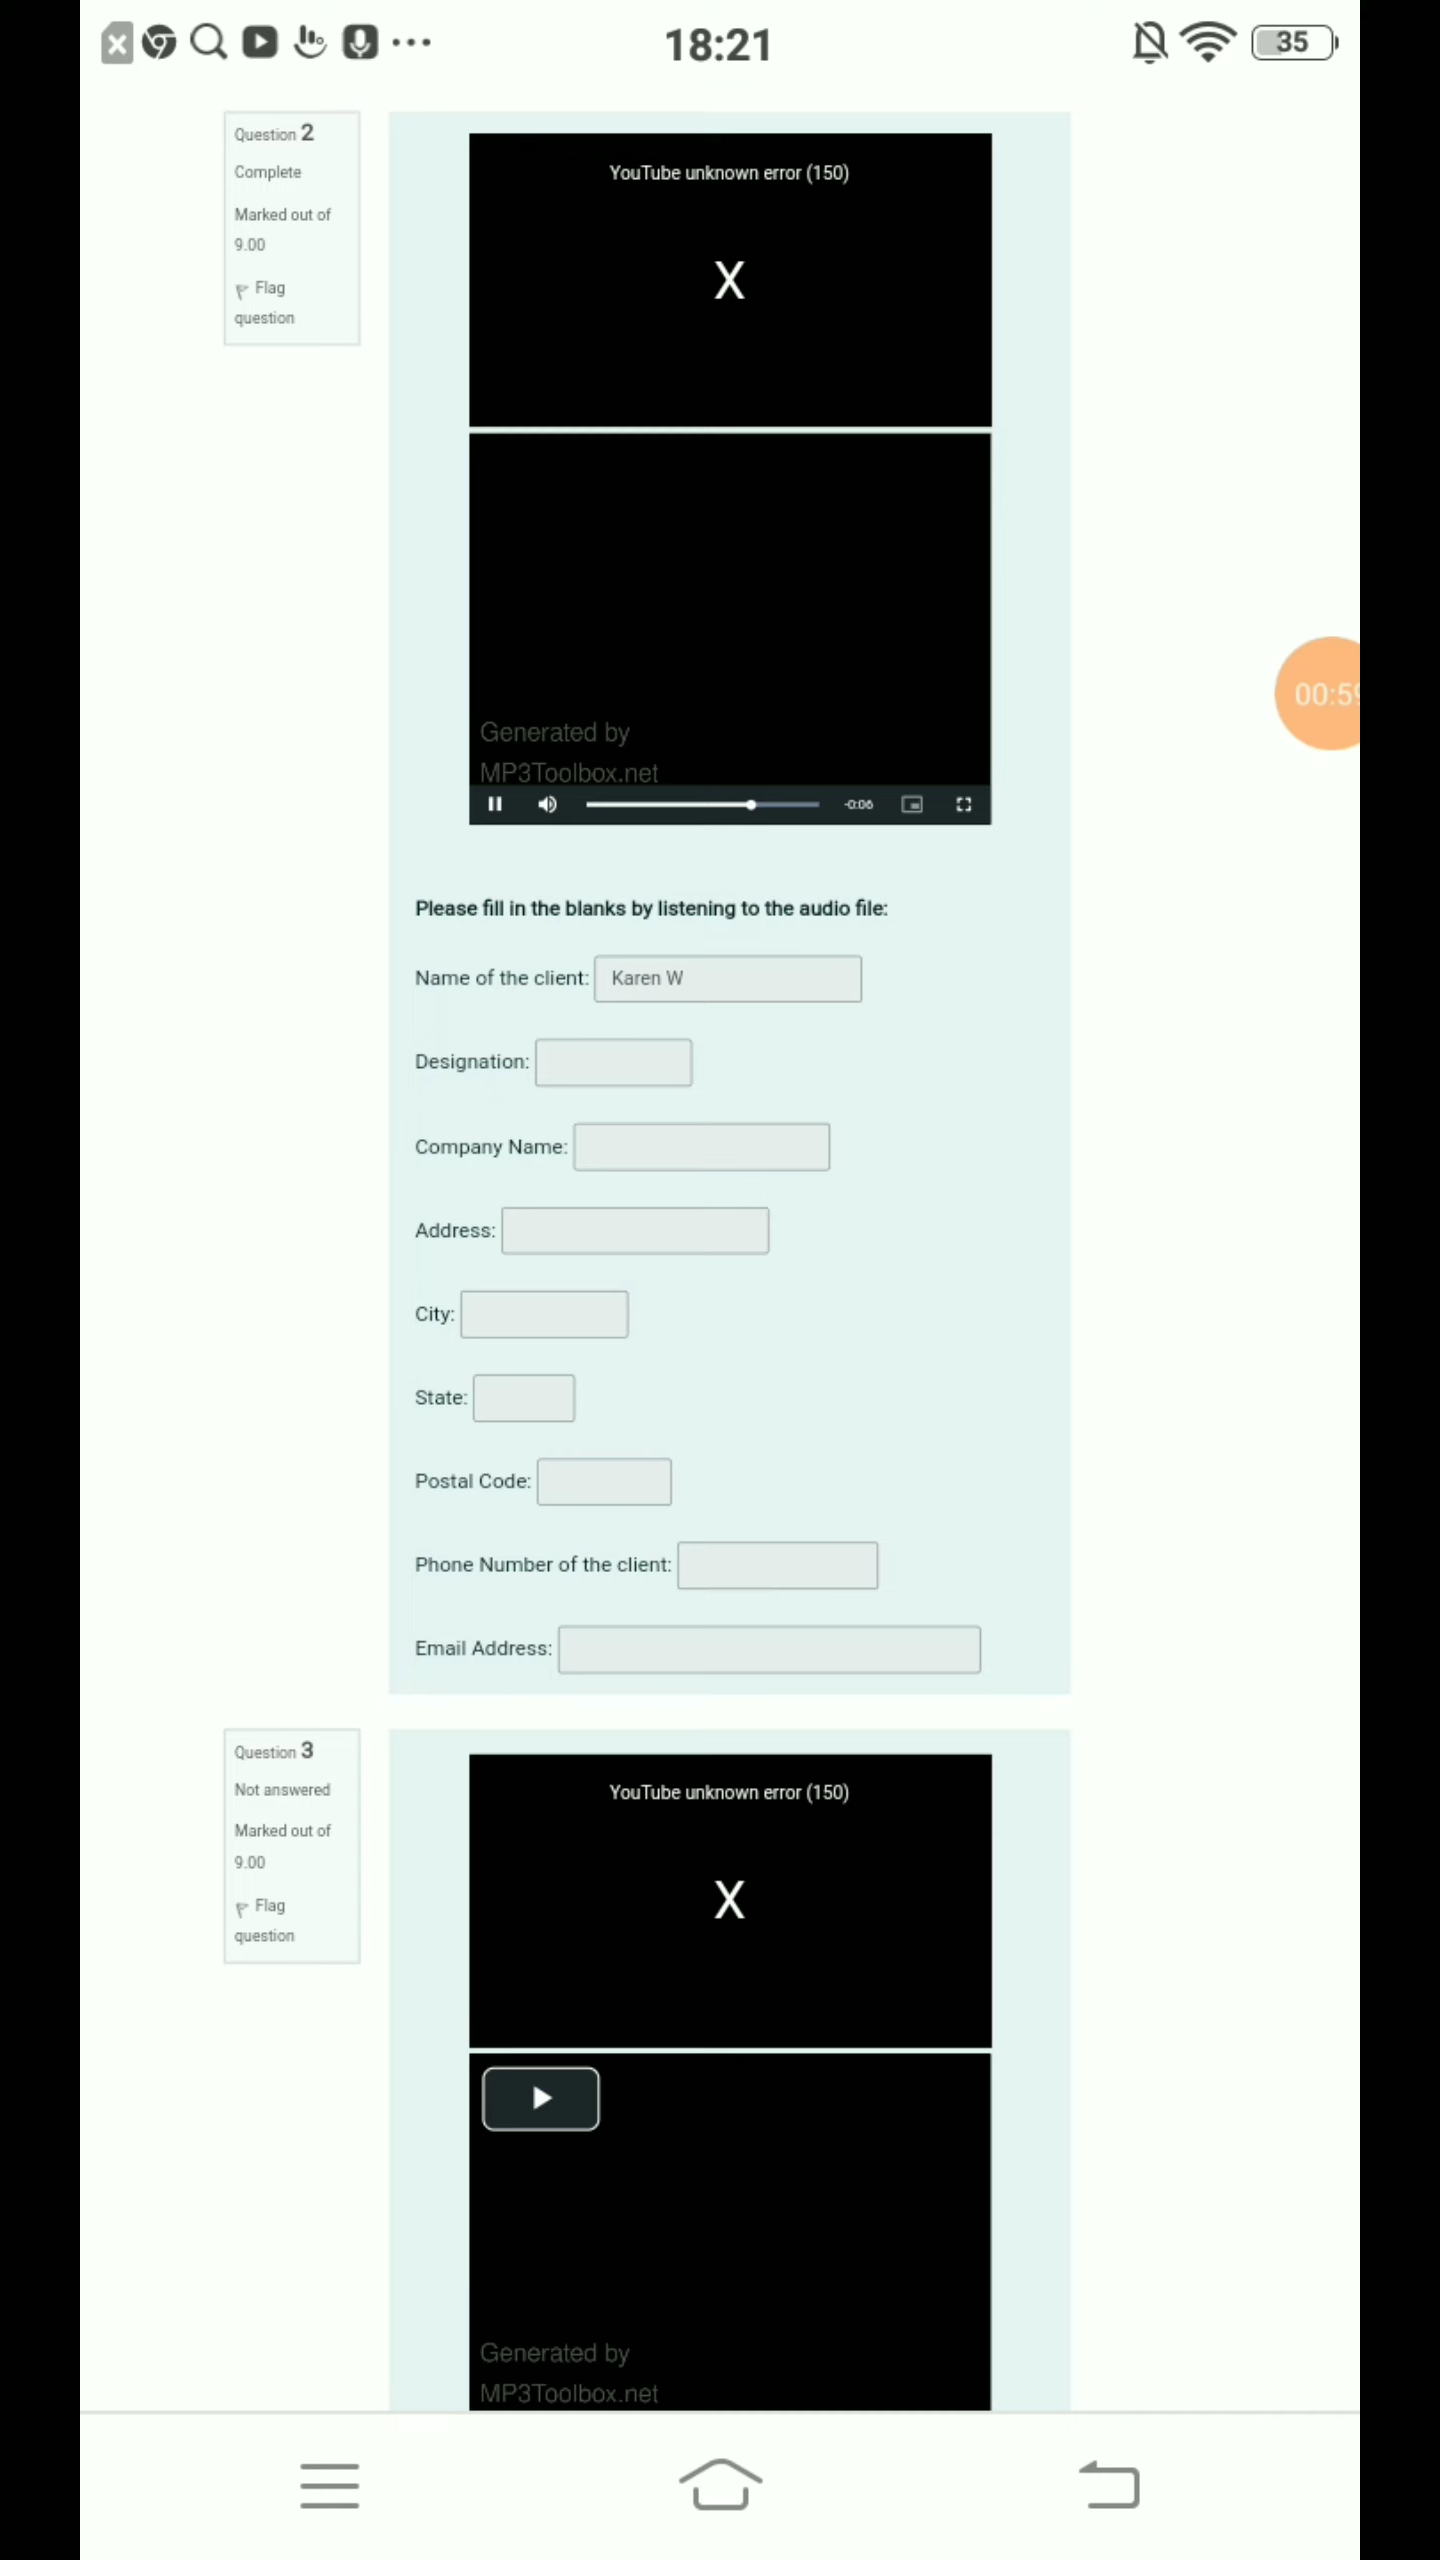 18:21
35
Question 2
Complete
Marked out of
9.00
Flag
question
YouTube unknown error (150)
X
Generated by
MP3Toolbox.net
-0:06
00:59
Please fill in the blanks by listening to the audio file:
Name of the client: Karen W
Designation:
Company Name:
Address:
City:
State:
Postal Code:
Phone Number of the client:
Email Address:
Question 3
Not answered
Marked out of
9.00
Flag
question
YouTube unknown error (150)
X
Generated by
MP3Toolbox.net